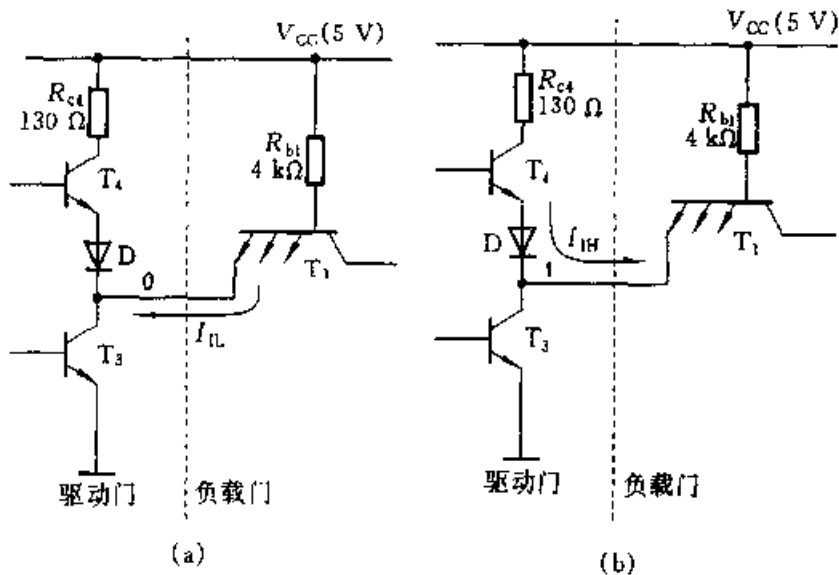 V_CC(5 V)
R_c4
130 Ω
R_b1
4 kΩ
T_4
D
0
T_1
I_IL
T_3
驱动门
负载门
(a)
V_CC(5 V)
R_c4
130 Ω
R_b1
4 kΩ
T_4
D
I_IH
1
T_1
T_3
驱动门
负载门
(b)